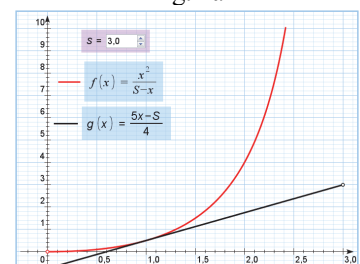 10
9
S = 3,0
8
f(x) = x²/(S-x)
7
6
g(x) = (5x-S)/4
5
4
3
2
1
0
0 0,5 1,0 1,5 2,0 2,5 3,0